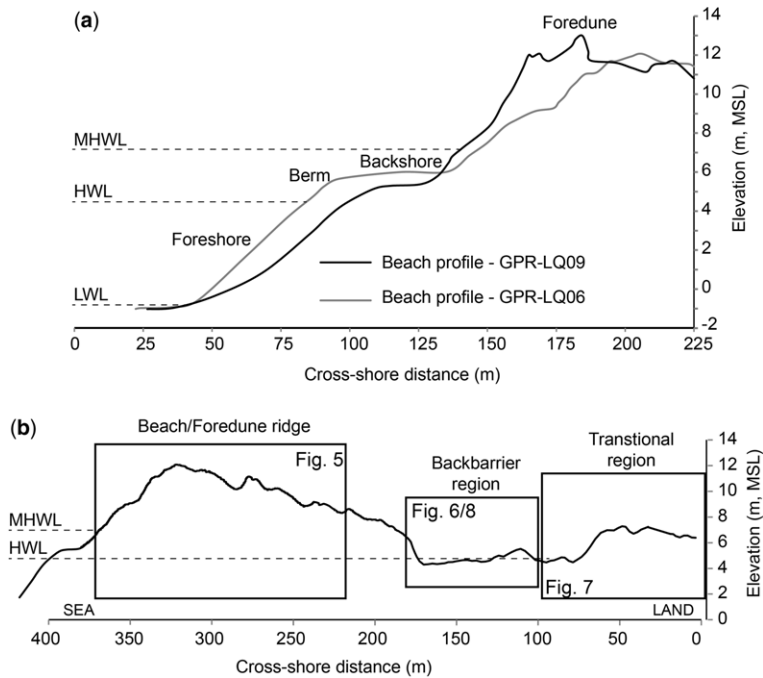 (a)
Foredune
MHWL
Backshore
Berm
HWL
Foreshore
Beach profile - GPR-LQ09
Beach profile - GPR-LQ06
LWL
14
12
10
8
6
4
2
0
-2
Elevation (m, MSL)
0 25 50 75 100 125 150 175 200 225
Cross-shore distance (m)
(b)
Beach/Foredune ridge
Fig. 5
Backbarrier
region
Fig. 6/8
Transtional
region
Fig. 7
MHWL
HWL
SEA
LAND
14
12
10
8
6
4
2
0
Elevation (m, MSL)
400 350 300 250 200 150 100 50 0
Cross-shore distance (m)